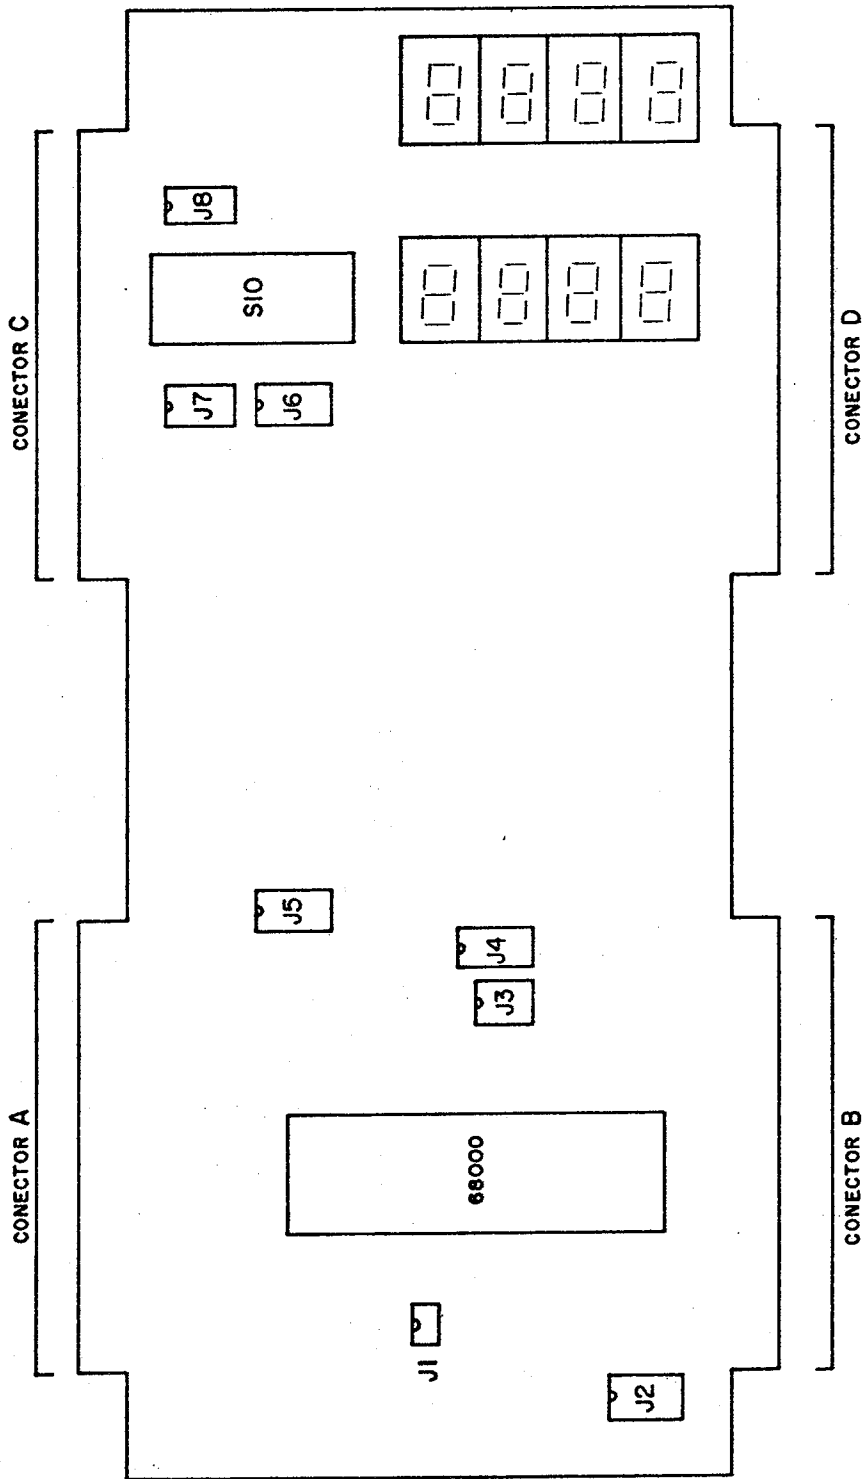 CONECTOR A
CONECTOR C
J8
SIO
J7
J6
J5
J4
J3
68000
J1
J2
CONECTOR B
CONECTOR D